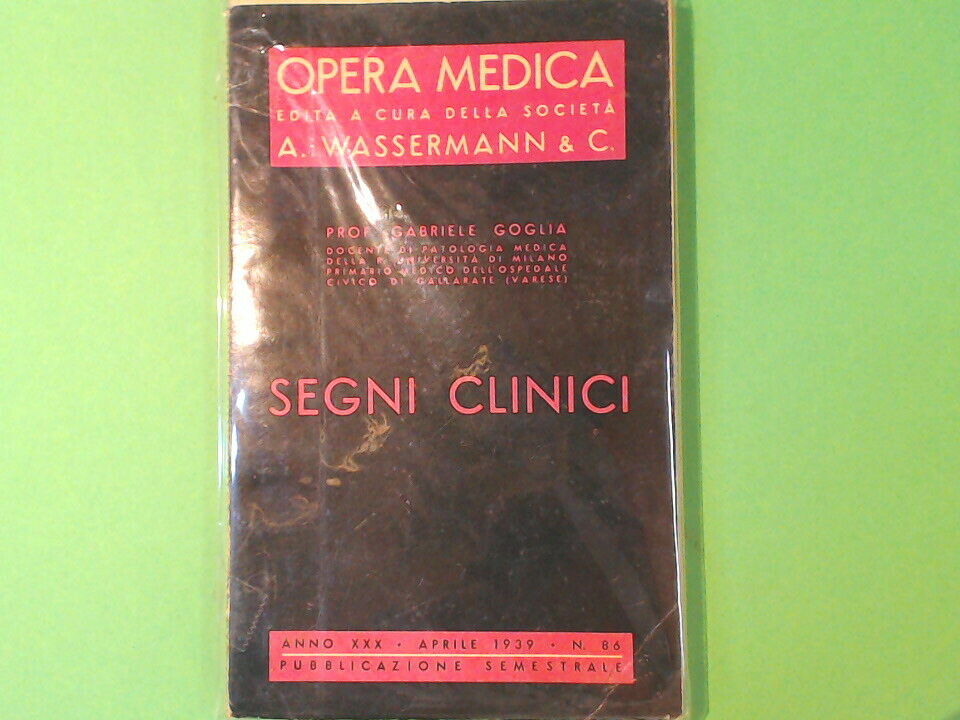 OPERA MEDICA
EDITA A CURA DELLA SOCIETÀ
A. WASSERMANN & C.
PROF. GABRIELE GOGLIA
DOCENTE DI PATOLOGIA MEDICA
DELLA R. UNIVERSITÀ DI MILANO
PRIMARIO MEDICO DELL'OSPEDALE
CIVICO DI GALLARATE (VARESE)
SEGNI CLINICI
ANNO XXX • APRILE 1939 • N. 86
PUBBLICAZIONE SEMESTRALE